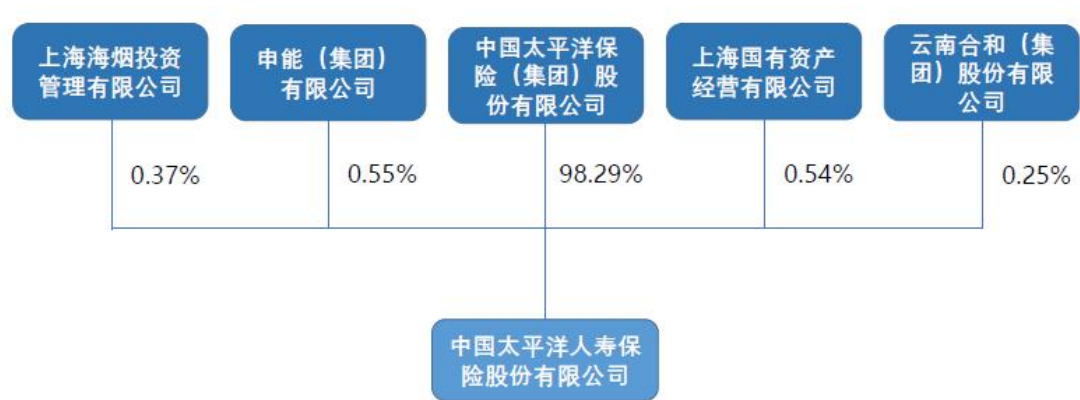 上海海烟投资
管理有限公司
申能（集团）
有限公司
中国太平洋保
险（集团）股
份有限公司
上海国有资产
经营有限公司
云南合和（集
团）股份有限
公司
0.37%
0.55%
98.29%
0.54%
0.25%
中国太平洋人寿保
险股份有限公司